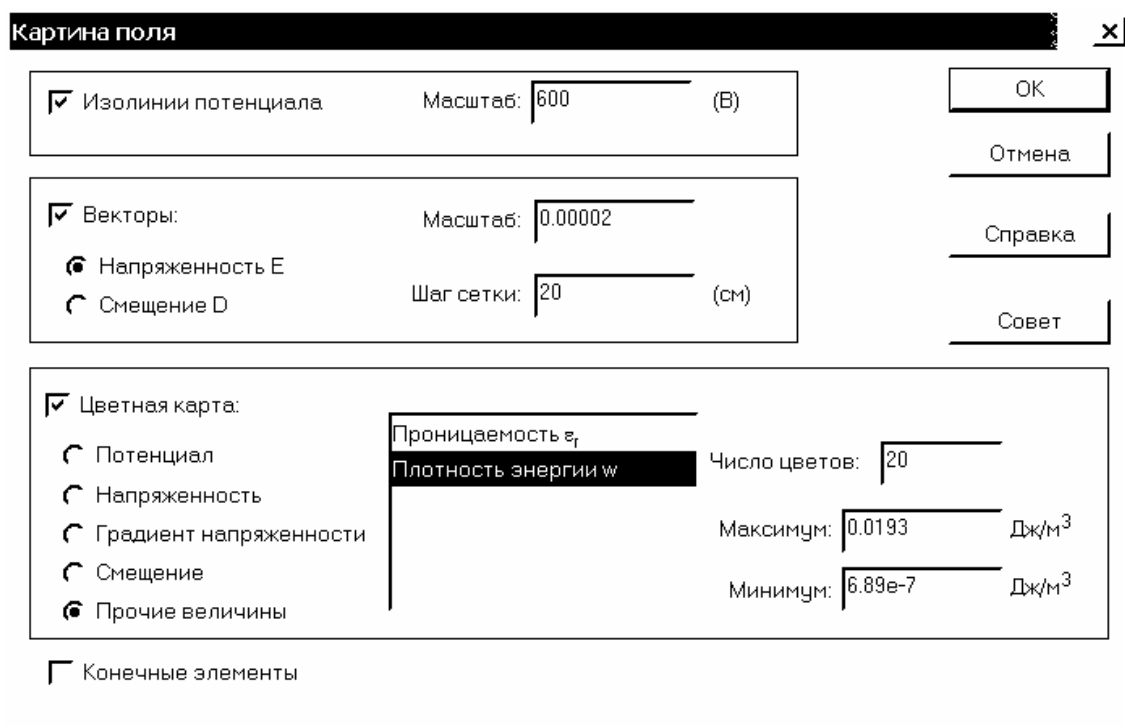 Картина поля
Изолинии потенциала Масштаб: 600 (В)
OK
Отмена
Справка
Совет
Векторы: Масштаб: 0.00002
Напряженность E
Смещение D Шаг сетки: 20 (см)
Цветная карта:
Потенциал
Напряженность
Градиент напряженности
Смещение
Прочие величины
Проницаемость εr
Плотность энергии w
Число цветов: 20
Максимум: 0.0193 Дж/м3
Минимум: 6.89e-7 Дж/м3
Конечные элементы